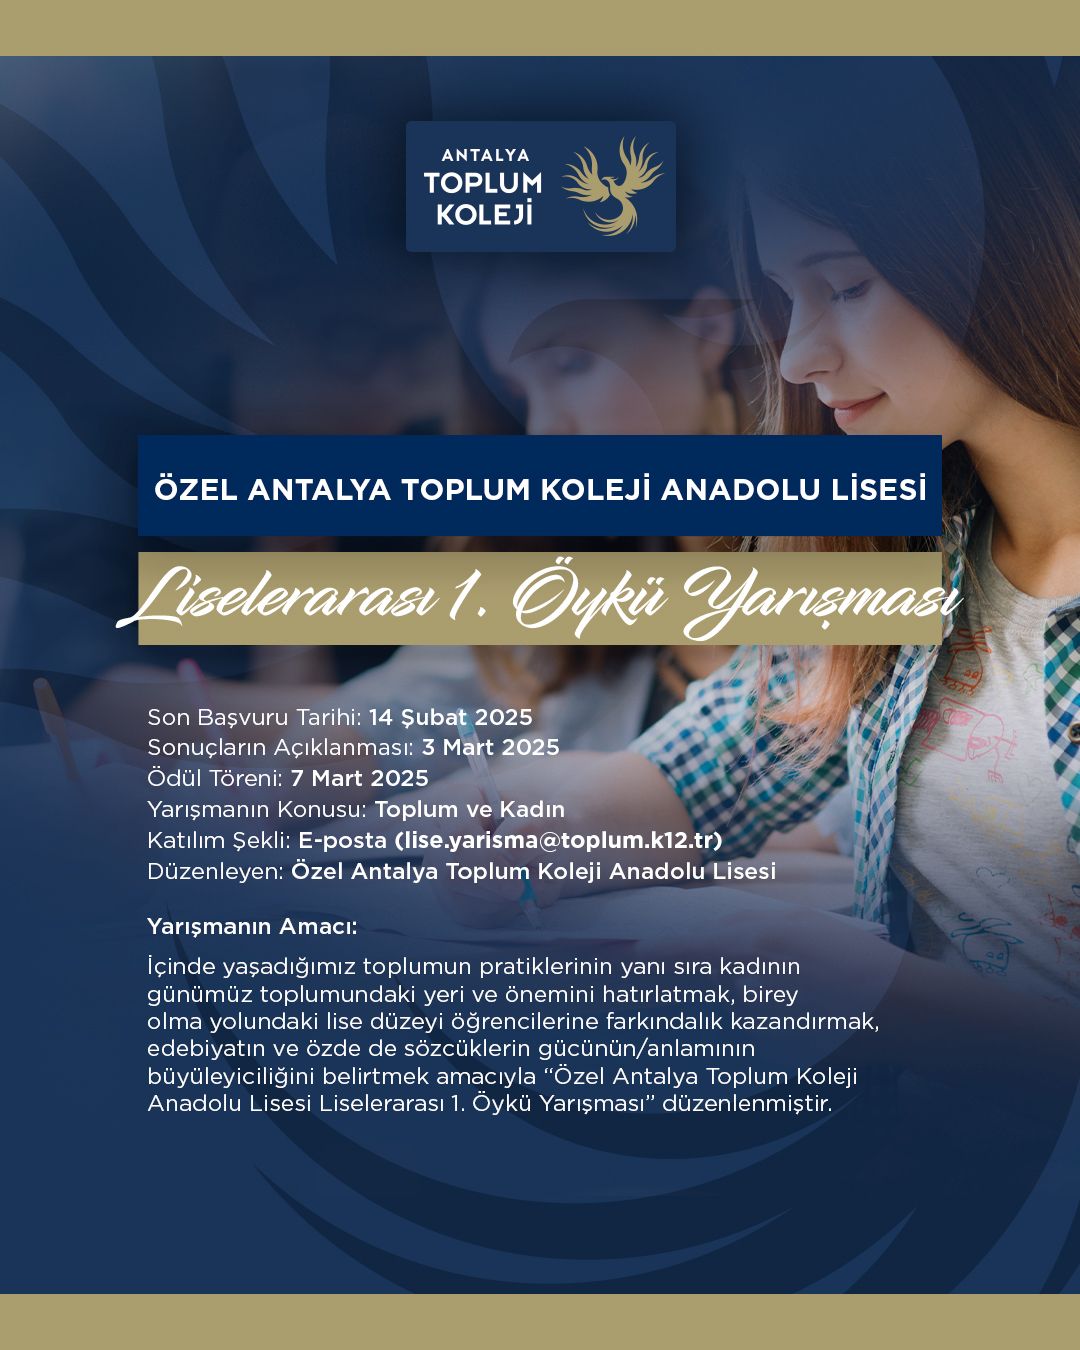 ANTALYA
TOPLUM
KOLEJİ
ÖZEL ANTALYA TOPLUM KOLEJİ ANADOLU LİSESİ
Liselerarası 1. Öykü Yarışması
Son Başvuru Tarihi: 14 Şubat 2025
Sonuçların Açıklanması: 3 Mart 2025
Ödül Töreni: 7 Mart 2025
Yarışmanın Konusu: Toplum ve Kadın
Katılım Şekli: E-posta (lise.yarisma@toplum.k12.tr)
Düzenleyen: Özel Antalya Toplum Koleji Anadolu Lisesi
Yarışmanın Amacı:
İçinde yaşadığımız toplumun pratiklerinin yanı sıra kadının
günümüz toplumundaki yeri ve önemini hatırlatmak, birey
olma yolundaki lise düzeyi öğrencilerine farkındalık kazandırmak,
edebiyatın ve özde de sözcüklerin gücünün/anlamının
büyüleyiciliğini belirtmek amacıyla “Özel Antalya Toplum Koleji
Anadolu Lisesi Liselerarası 1. Öykü Yarışması” düzenlenmiştir.